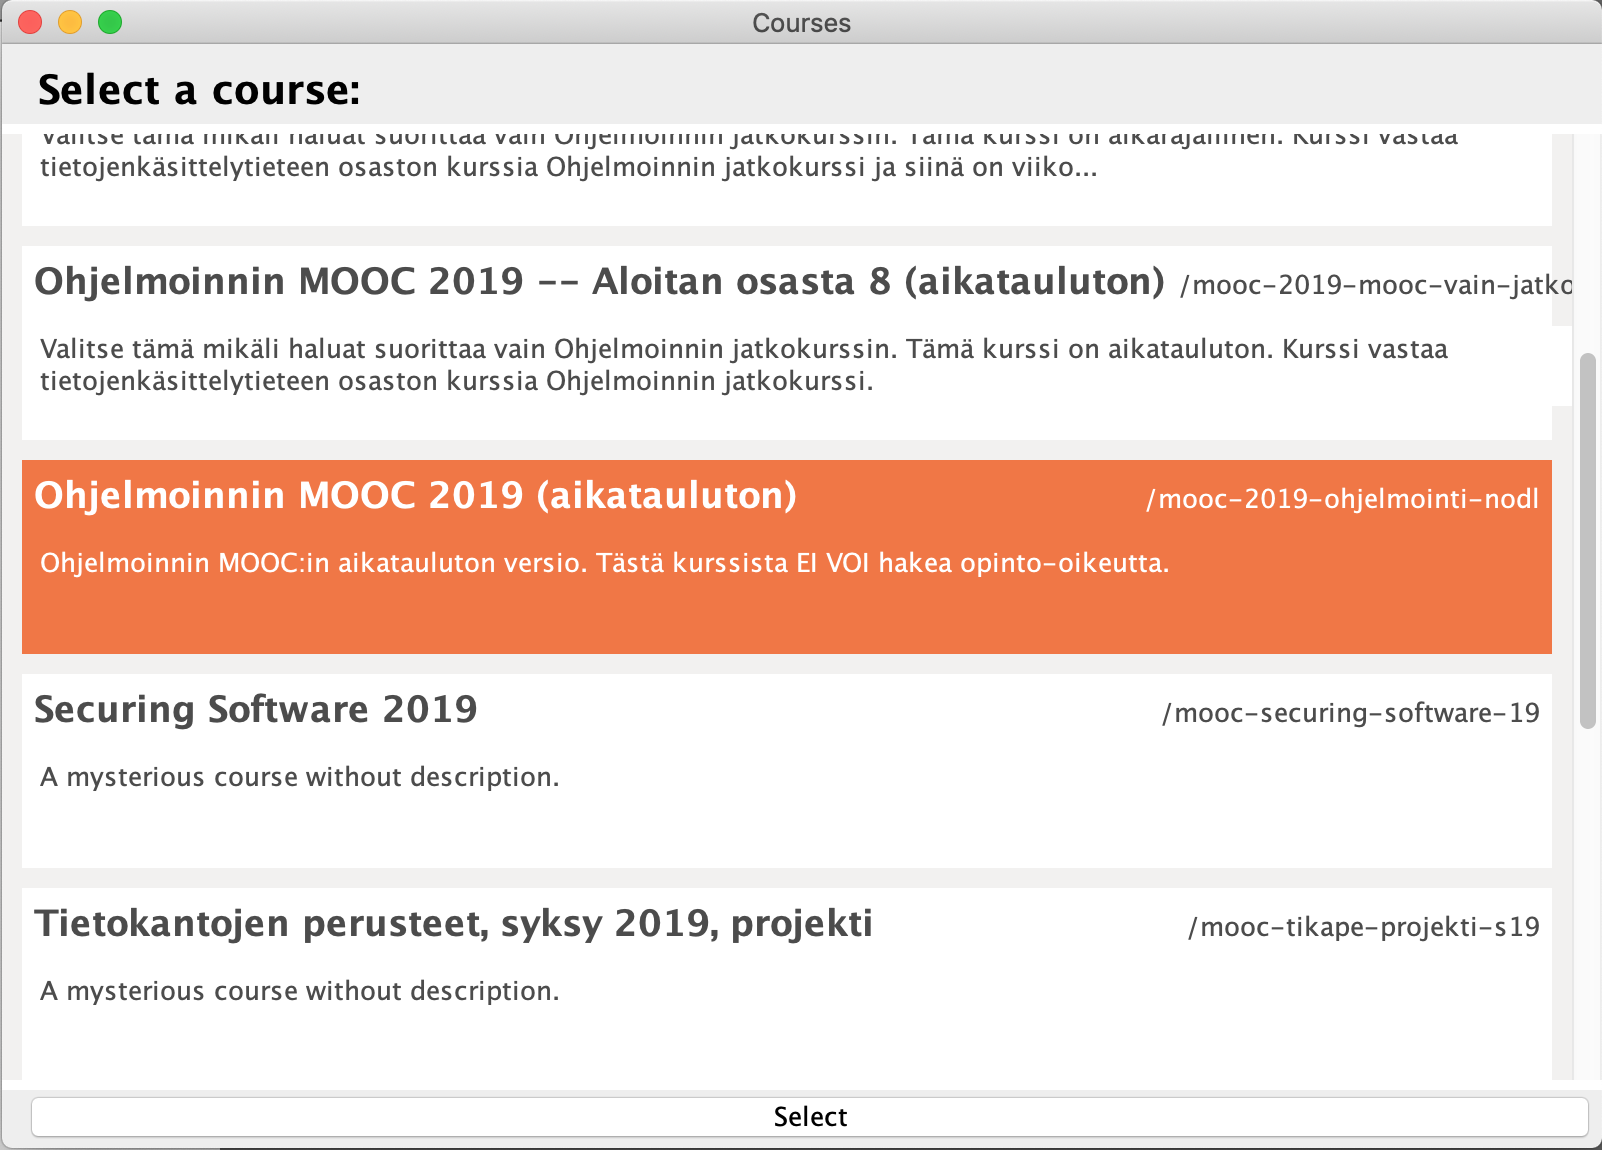 Courses
Select a course:
Valitse tämä mikäli haluat suorittaa vain Ohjelmoinnin jatkokurssin. Tämä kurssi on aikarajallinen. Kurssi vastaa
tietojenkäsittelytieteen osaston kurssia Ohjelmoinnin jatkokurssi ja siinä on viiko...
Ohjelmoinnin MOOC 2019 -- Aloitan osasta 8 (aikatauluton) /mooc-2019-mooc-vain-jatko
Valitse tämä mikäli haluat suorittaa vain Ohjelmoinnin jatkokurssin. Tämä kurssi on aikatauluton. Kurssi vastaa
tietojenkäsittelytieteen osaston kurssia Ohjelmoinnin jatkokurssi.
Ohjelmoinnin MOOC 2019 (aikatauluton) /mooc-2019-ohjelmointi-nodl
Ohjelmoinnin MOOC:in aikatauluton versio. Tästä kurssista EI VOI hakea opinto-oikeutta.
Securing Software 2019 /mooc-securing-software-19
A mysterious course without description.
Tietokantojen perusteet, syksy 2019, projekti /mooc-tikape-projekti-s19
A mysterious course without description.
Select